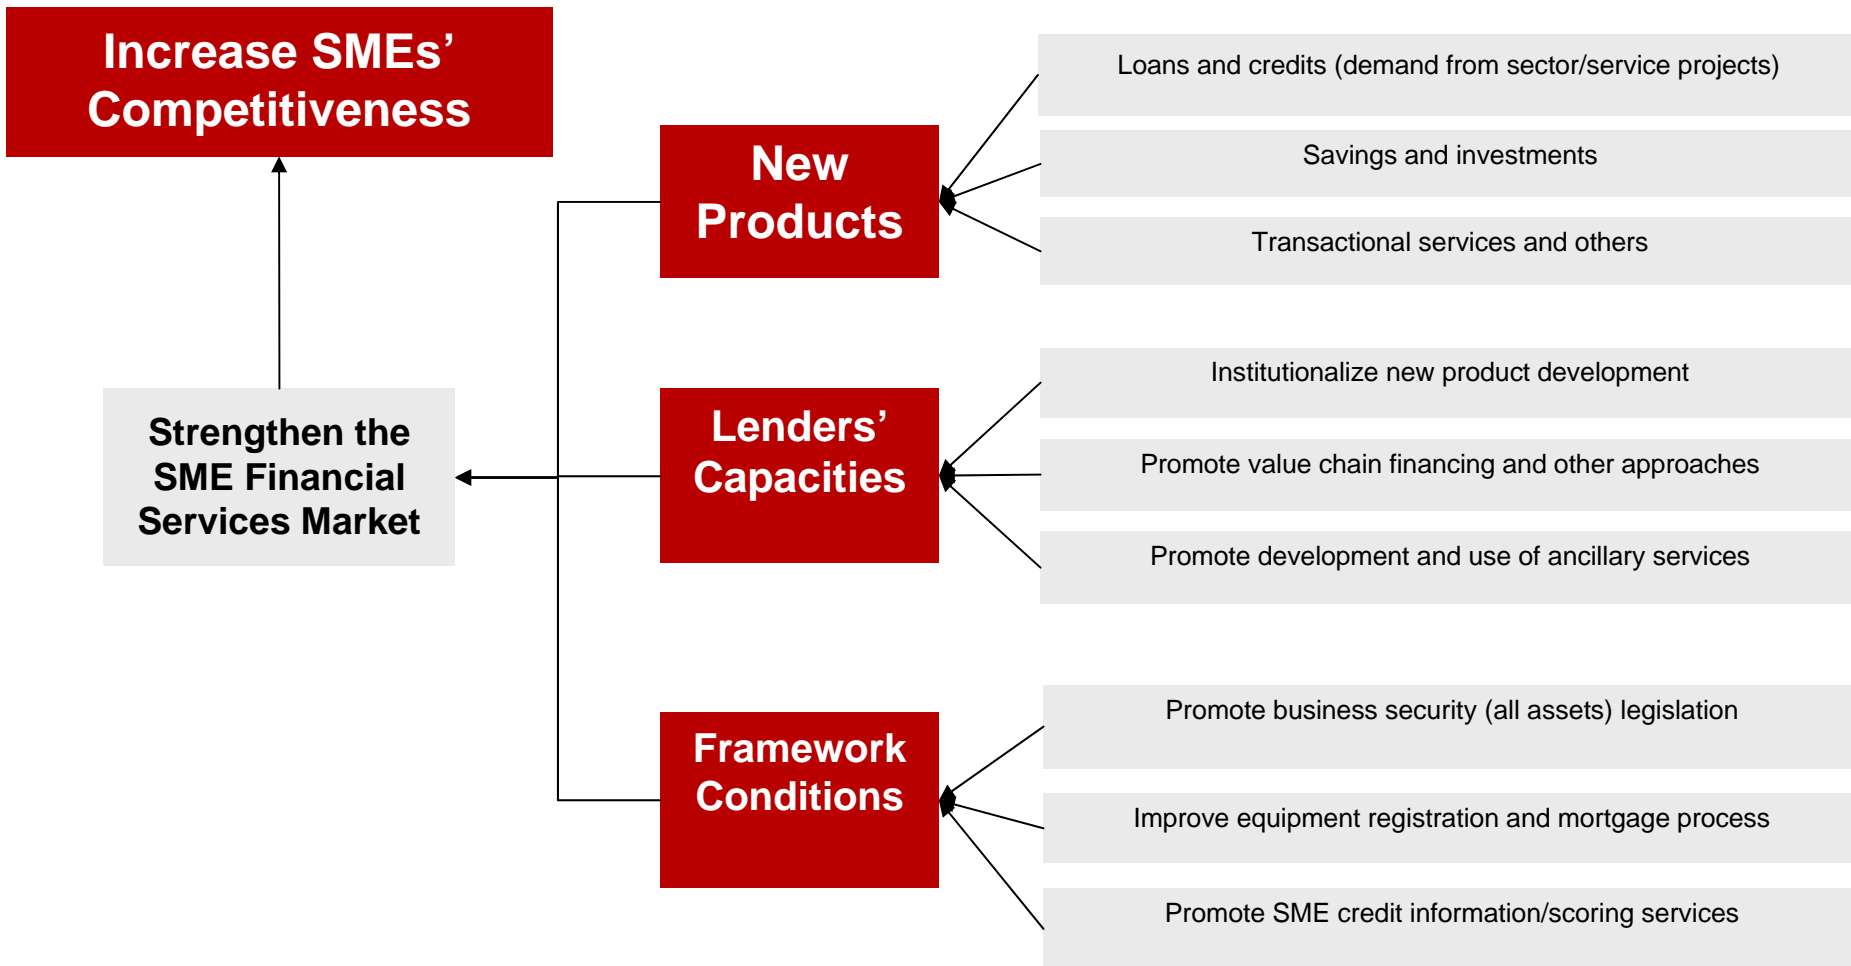 Increase SMEs’
Competitiveness
Strengthen the
SME Financial
Services Market
New
Products
Loans and credits (demand from sector/service projects)
Savings and investments
Transactional services and others
Lenders’
Capacities
Institutionalize new product development
Promote value chain financing and other approaches
Promote development and use of ancillary services
Framework
Conditions
Promote business security (all assets) legislation
Improve equipment registration and mortgage process
Promote SME credit information/scoring services